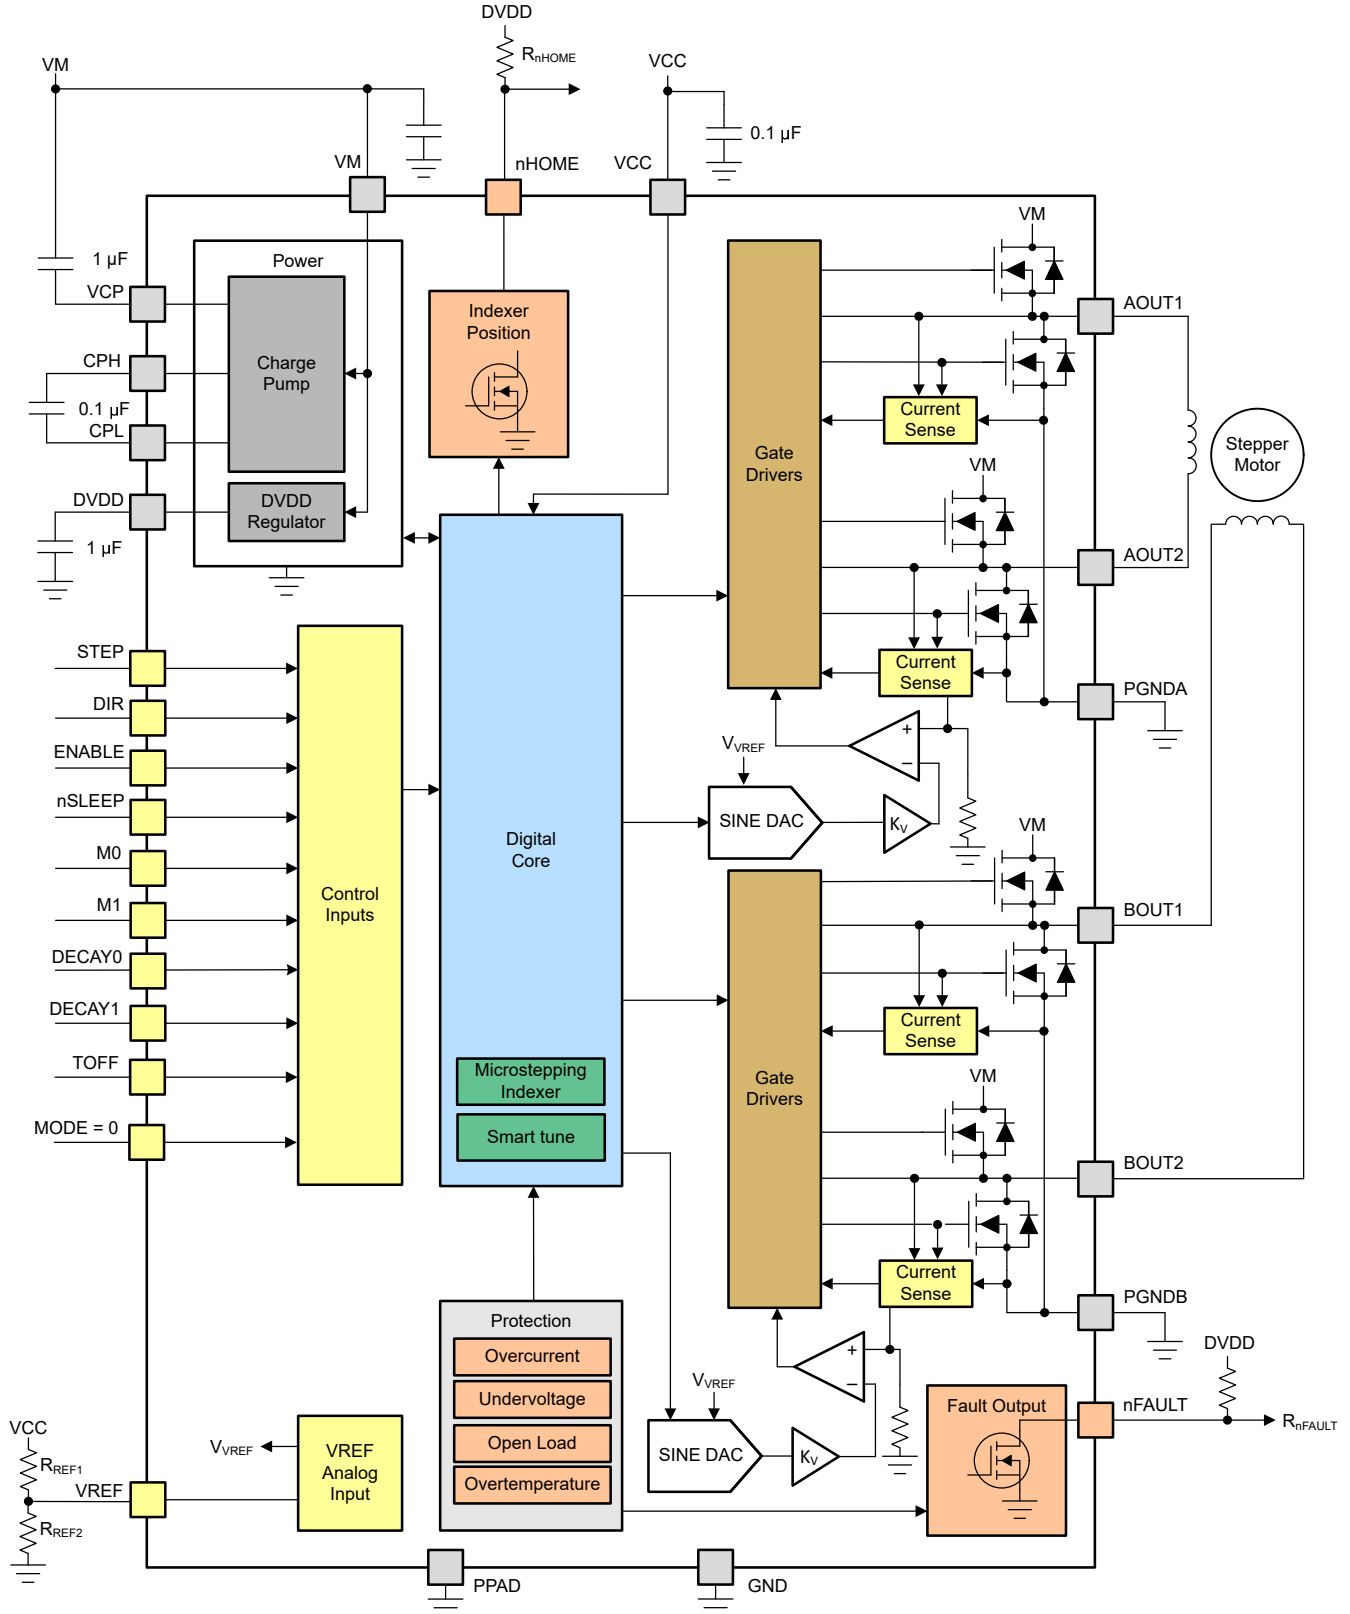 DVDD
RnHOME
VM
VCC
0.1 µF
VM
nHOME
VCC
VM
1 µF
Power
VCP
AOUT1
Indexer
Position
CPH
Charge
Pump
0.1 µF
CPL
Current
Sense
Stepper
Motor
Gate
Drivers
VM
DVDD
DVDD
Regulator
1 µF
AOUT2
STEP
Current
Sense
DIR
PGNDA
ENABLE
VVREF
+
−
nSLEEP
SINE DAC
KV
VM
M0
Digital
Core
Control
Inputs
M1
BOUT1
DECAY0
DECAY1
Current
Sense
TOFF
Microstepping
Indexer
Gate
Drivers
VM
MODE = 0
Smart tune
BOUT2
Current
Sense
PGNDB
Protection
Overcurrent
+
−
DVDD
Undervoltage
VVREF
Fault Output
nFAULT
RnFAULT
VCC
VVREF
VREF
Analog
Input
Open Load
SINE DAC
KV
RREF1
Overtemperature
VREF
RREF2
PPAD
GND